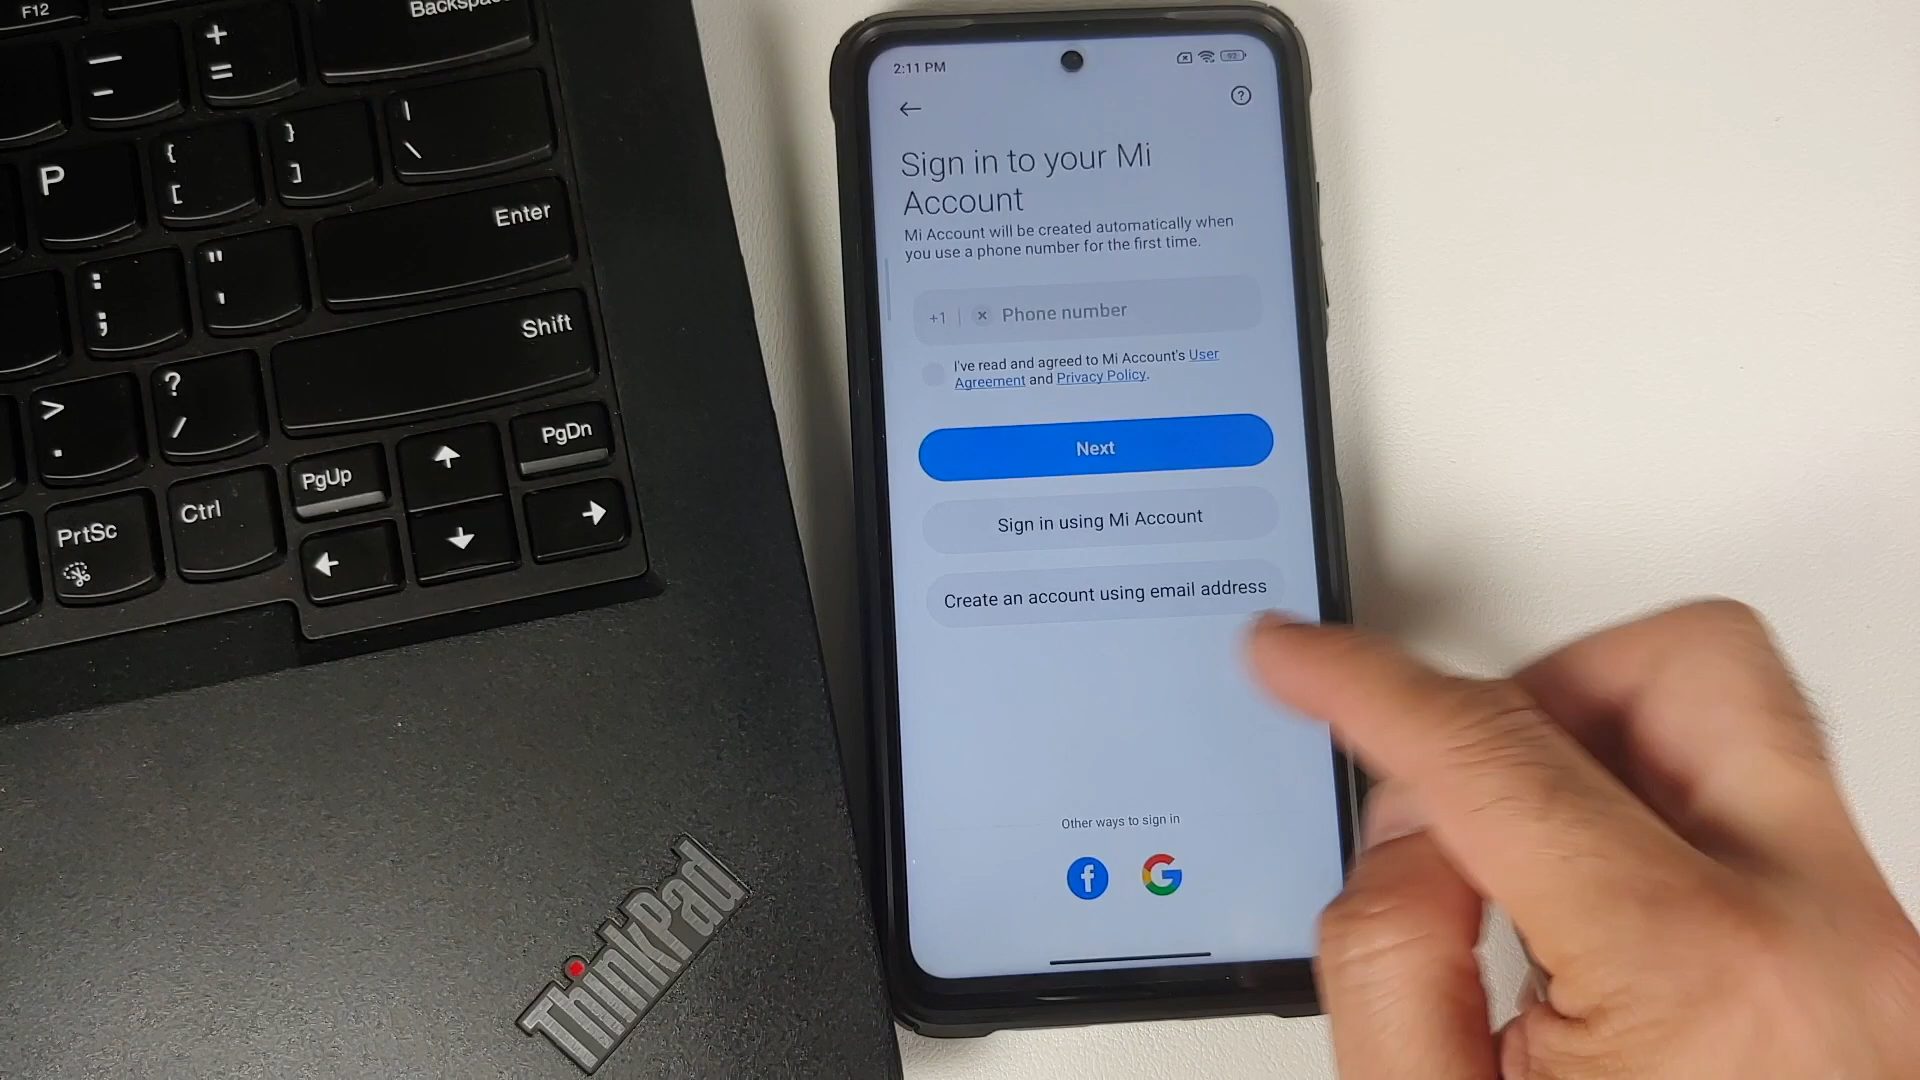 F12
Backspace
+
=
—
-
P
{
[
}
]
|
\
Enter
:
;
"
'
Shift
>
.
?
/
PgUp
PgDn
PrtSc
Ctrl
ThinkPad
2:11 PM
92
Sign in to your Mi
Account
Mi Account will be created automatically when
you use a phone number for the first time.
+1 Phone number
I've read and agreed to Mi Account's User
Agreement and Privacy Policy.
Next
Sign in using Mi Account
Create an account using email address
Other ways to sign in